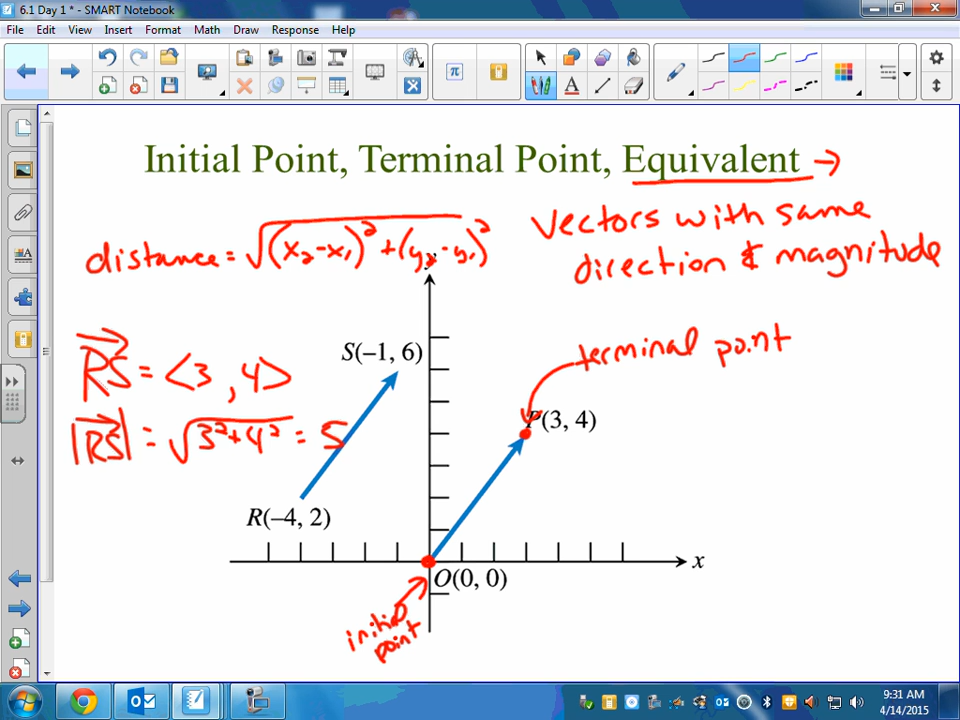 6.1 Day 1 * - SMART Notebook
File Edit View Insert Format Math Draw Response Help
Initial Point, Terminal Point, Equivalent →
distance = √(x₂-x₁)² + (y₂-y₁)²
vectors with same
direction & magnitude
y
RS = <3, 4>
|RS| = √3²+4² = 5
S(–1, 6)
terminal point
P(3, 4)
R(–4, 2)
x
O(0, 0)
initial
point
9:31 AM
4/14/2015